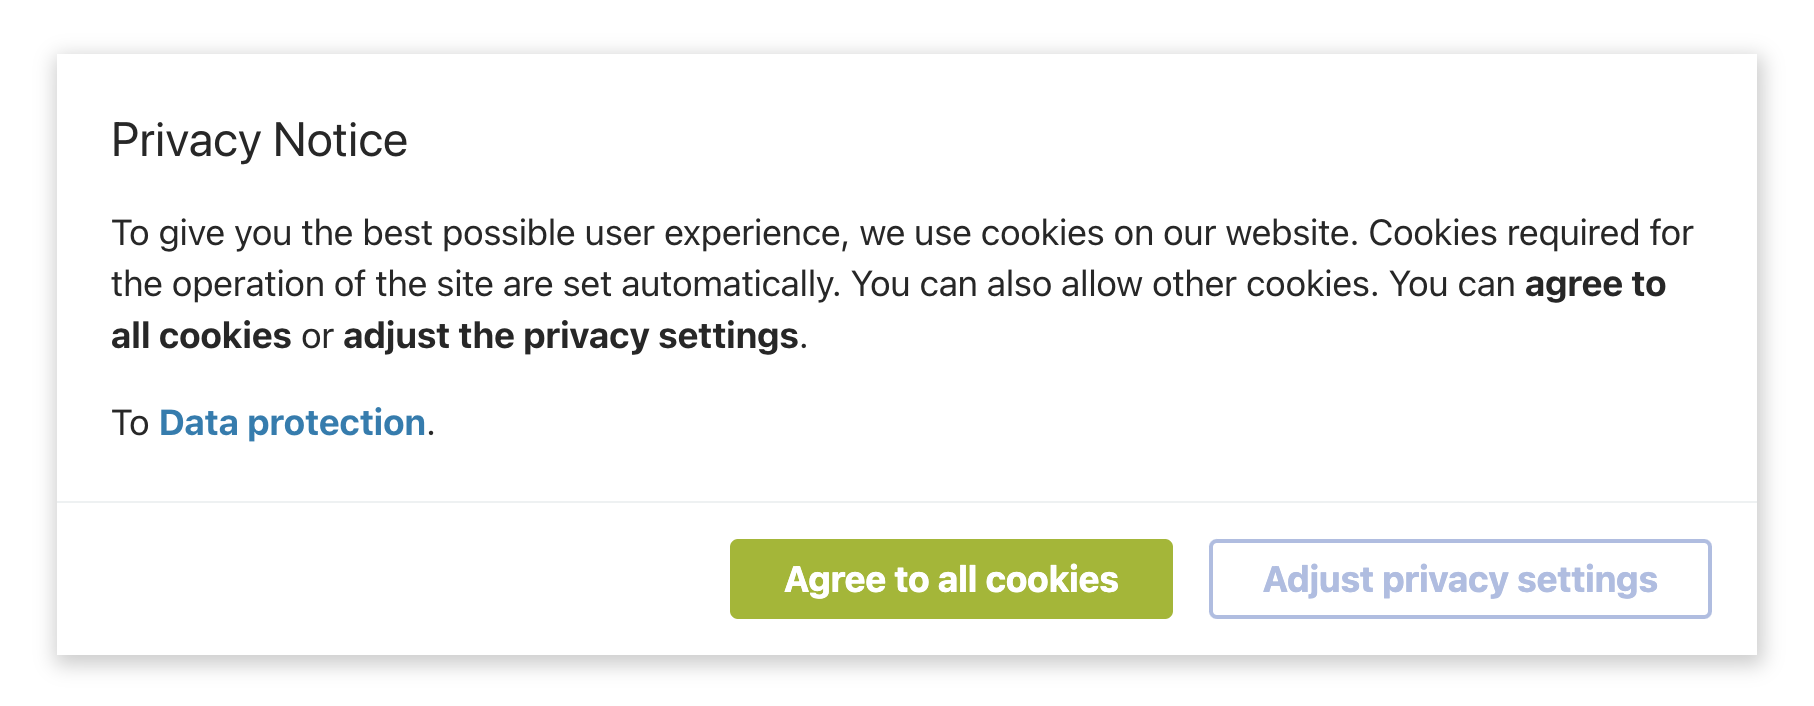 Privacy Notice
To give you the best possible user experience, we use cookies on our website. Cookies required for
the operation of the site are set automatically. You can also allow other cookies. You can agree to
all cookies or adjust the privacy settings.
To Data protection.
Agree to all cookies
Adjust privacy settings